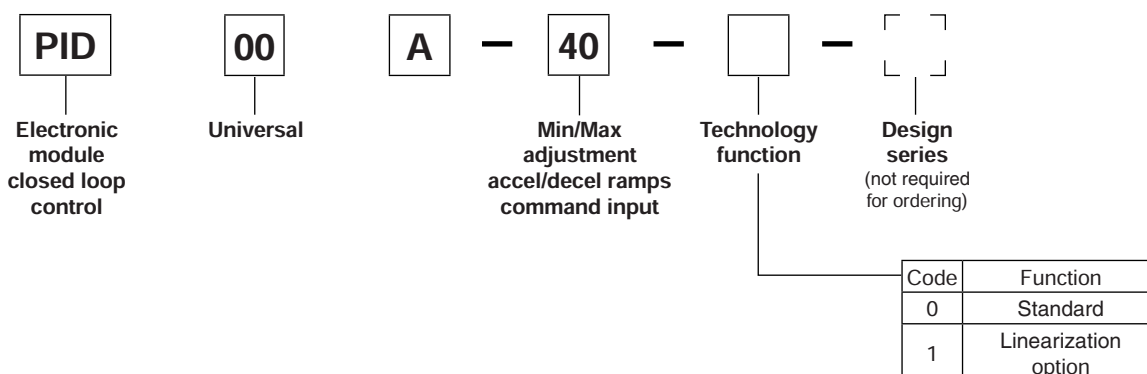 PID 00 A – 40 – –
Electronic
module
closed loop
control
Universal
Min/Max
adjustment
accel/decel ramps
command input
Technology
function
Design
series
(not required
for ordering)
Code Function
0 Standard
1 Linearization
option